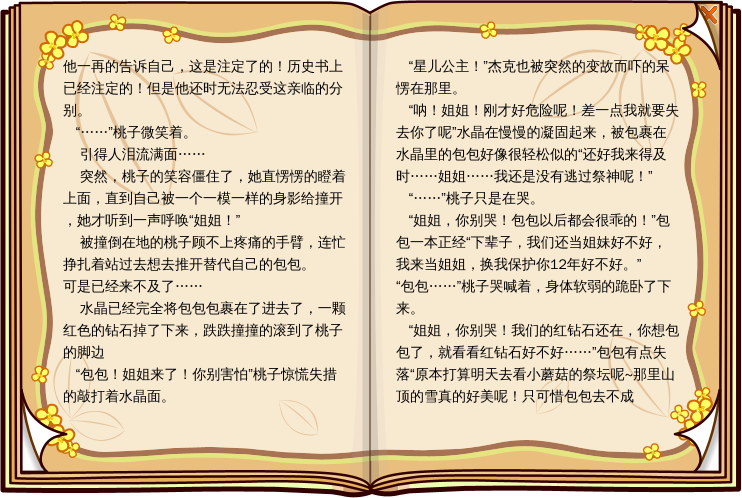 他一再的告诉自己，这是注定了的！历史书上
已经注定的！但是他还时无法忍受这亲临的分
别。
“……”桃子微笑着。
引得人泪流满面……
突然，桃子的笑容僵住了，她直愣愣的瞪着
上面，直到自己被一个一模一样的身影给撞开
，她才听到一声呼唤“姐姐！”
被撞倒在地的桃子顾不上疼痛的手臂，连忙
挣扎着站过去想去推开替代自己的包包。
可是已经来不及了……
水晶已经完全将包包包裹在了进去了，一颗
红色的钻石掉了下来，跌跌撞撞的滚到了桃子
的脚边
“包包！姐姐来了！你别害怕”桃子惊慌失措
的敲打着水晶面。
“星儿公主！”杰克也被突然的变故而吓的呆
愣在那里。
“呐！姐姐！刚才好危险呢！差一点我就要失
去你了呢”水晶在慢慢的凝固起来，被包裹在
水晶里的包包好像很轻松似的“还好我来得及
时……姐姐……我还是没有逃过祭神呢！”
“……”桃子只是在哭。
“姐姐，你别哭！包包以后都会很乖的！”包
包一本正经“下辈子，我们还当姐妹好不好，
我来当姐姐，换我保护你12年好不好。”
“包包……”桃子哭喊着，身体软弱的跪卧了下
来。
“姐姐，你别哭！我们的红钻石还在，你想包
包了，就看看红钻石好不好……”包包有点失
落“原本打算明天去看小蘑菇的祭坛呢~那里山
顶的雪真的好美呢！只可惜包包去不成